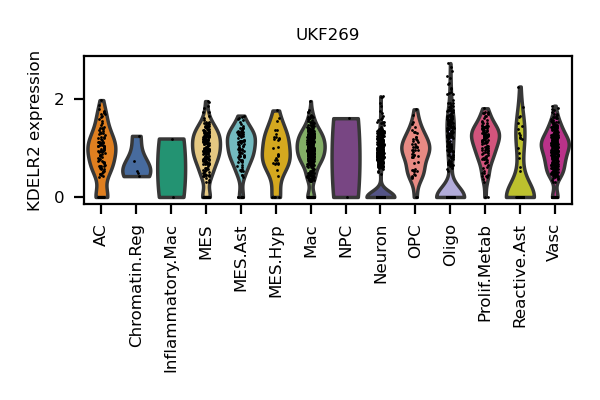 UKF269
KDELR2 expression
2
0
AC
Chromatin.Reg
Inflammatory.Mac
MES
MES.Ast
MES.Hyp
Mac
NPC
Neuron
OPC
Oligo
Prolif.Metab
Reactive.Ast
Vasc